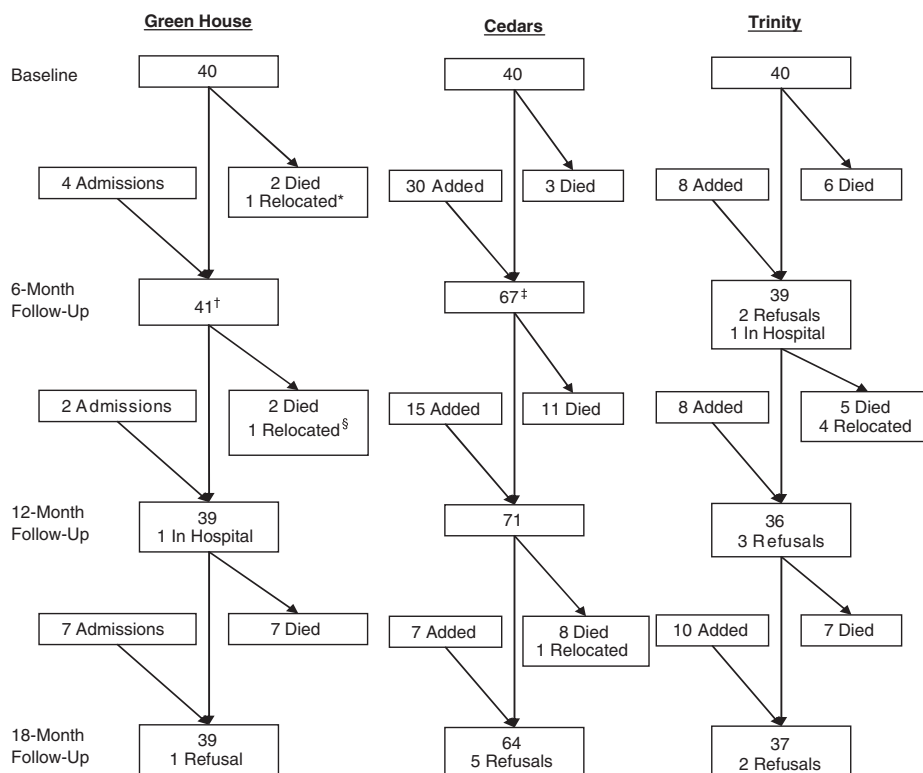 Green House
Cedars
Trinity
Baseline
40
40
40
4 Admissions
2 Died
1 Relocated*
30 Added
3 Died
8 Added
6 Died
6-Month
Follow-Up
41†
67‡
39
2 Refusals
1 In Hospital
2 Admissions
2 Died
1 Relocated§
15 Added
11 Died
8 Added
5 Died
4 Relocated
12-Month
Follow-Up
39
1 In Hospital
71
36
3 Refusals
7 Admissions
7 Died
7 Added
8 Died
1 Relocated
10 Added
7 Died
18-Month
Follow-Up
39
1 Refusal
64
5 Refusals
37
2 Refusals